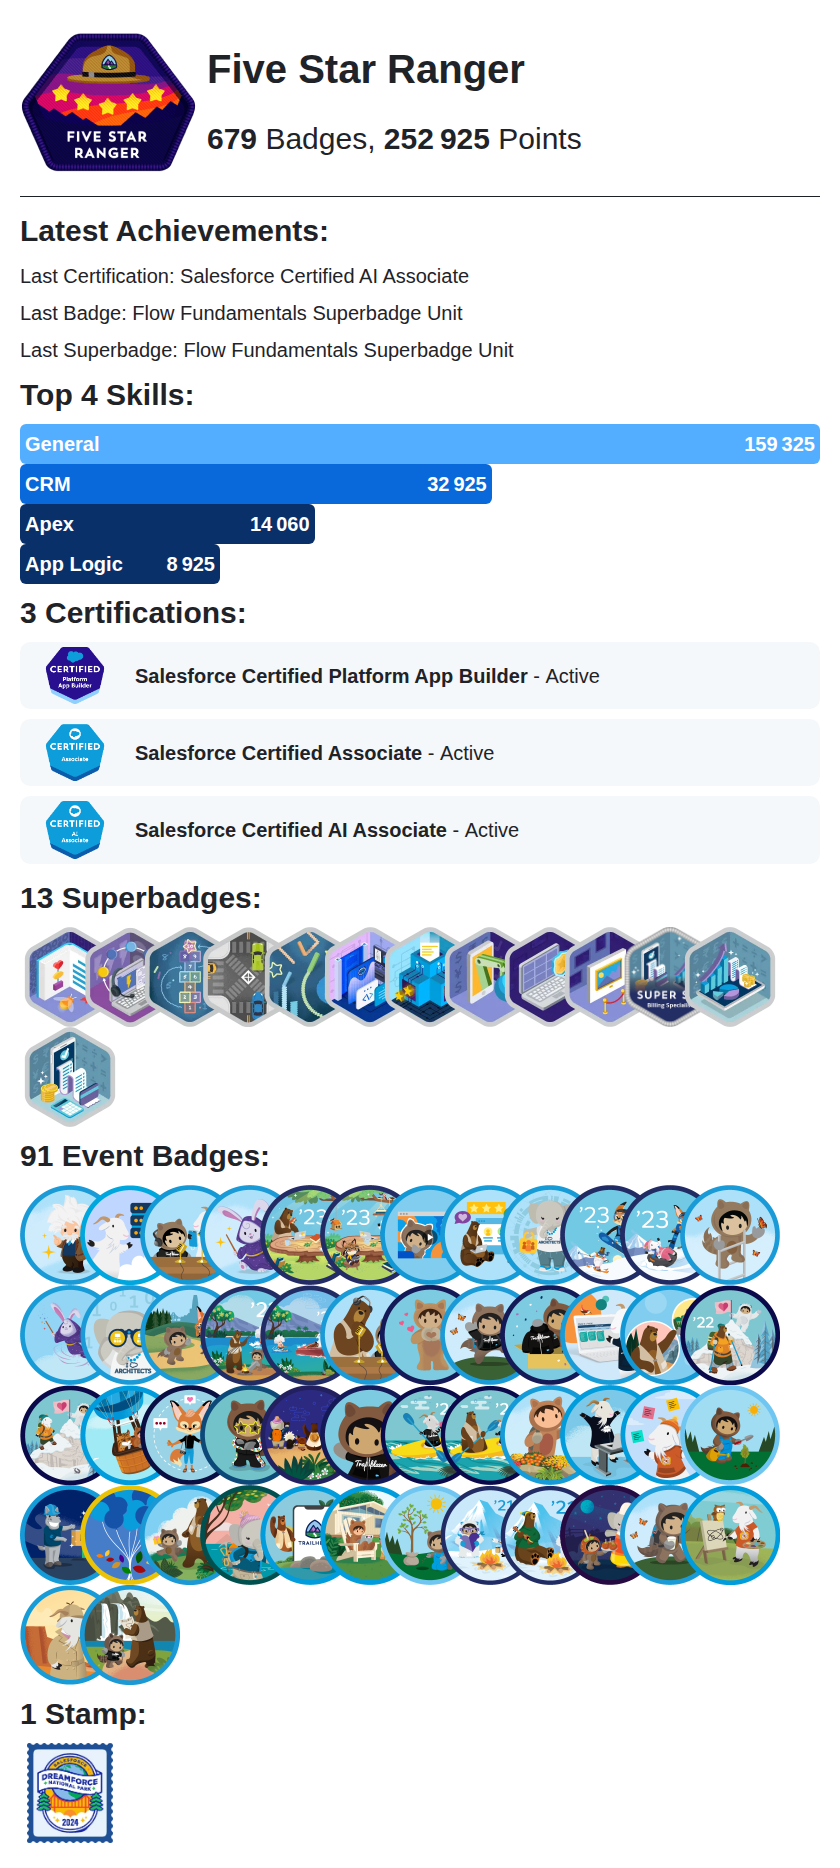 FIVE STAR
RANGER
Five Star Ranger
679 Badges, 252 925 Points
Latest Achievements:
Last Certification: Salesforce Certified AI Associate
Last Badge: Flow Fundamentals Superbadge Unit
Last Superbadge: Flow Fundamentals Superbadge Unit
Top 4 Skills:
General 159 325
CRM 32 925
Apex 14 060
App Logic 8 925
3 Certifications:
CERTIFIED
Platform
App Builder
Salesforce Certified Platform App Builder - Active
CERTIFIED
Associate
Salesforce Certified Associate - Active
CERTIFIED
AI
Associate
Salesforce Certified AI Associate - Active
13 Superbadges:
SUPER S
Billing Speciali
91 Event Badges:
'23 '23 '23 '23
ARCHITECTS
'22
Trailblazer
'21
1 Stamp:
SALESFORCE
DREAMFORCE
NATIONAL PARK
2024